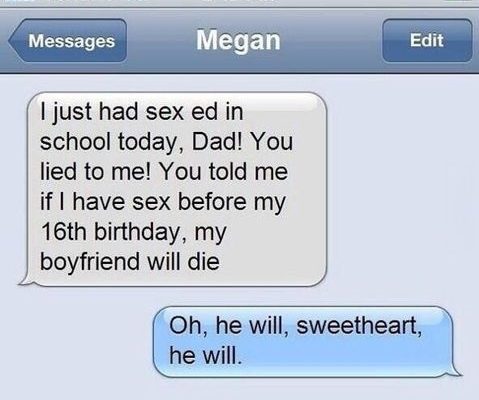 Messages Megan Edit
I just had sex ed in
school today, Dad! You
lied to me! You told me
if I have sex before my
16th birthday, my
boyfriend will die
Oh, he will, sweetheart,
he will.